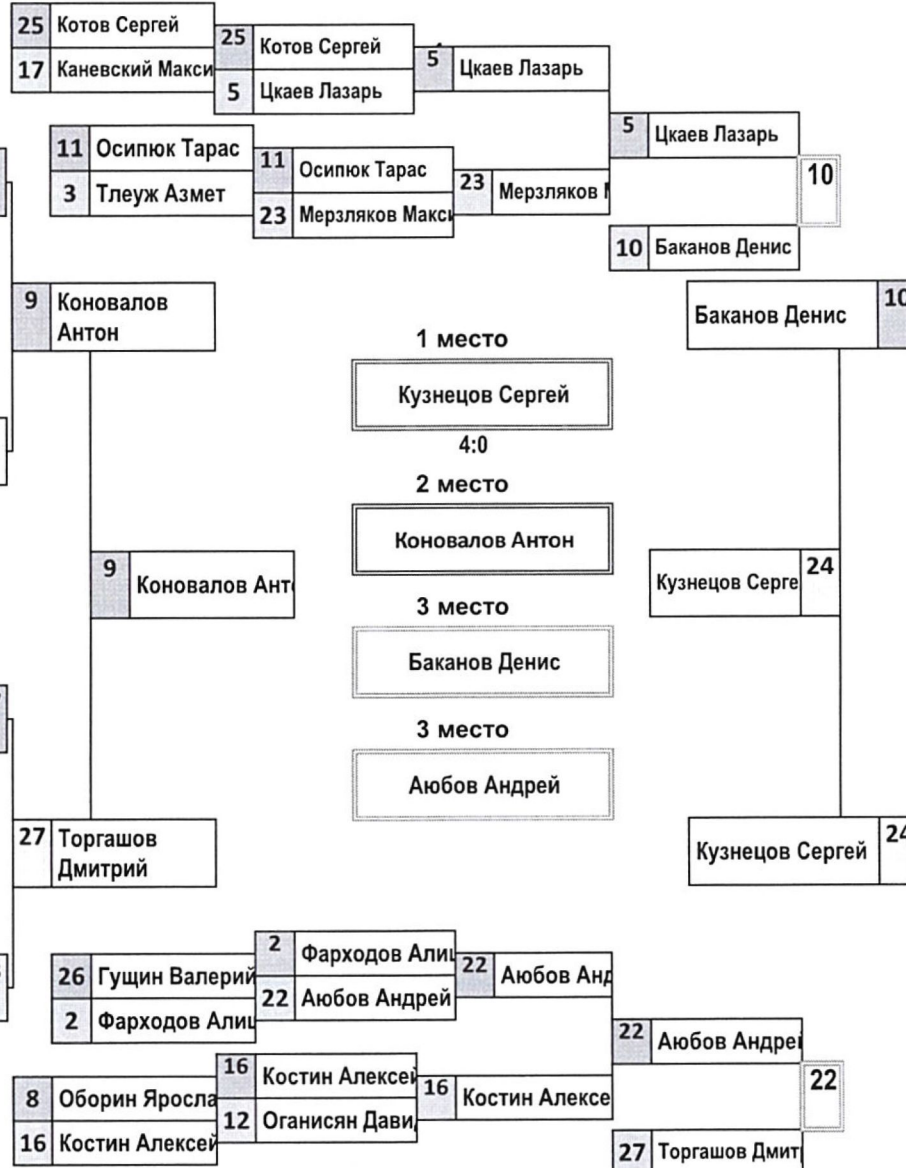 25 Котов Сергей
17 Каневский Макси
25 Котов Сергей
5 Цкаев Лазарь
5 Цкаев Лазарь
11 Осипюк Тарас
3 Тлеуж Азмет
11 Осипюк Тарас
23 Мерзляков Макси
23 Мерзляков М
5 Цкаев Лазарь
10 Баканов Денис
10
9 Коновалов
Антон
Баканов Денис 10
1 место
Кузнецов Сергей
4:0
2 место
Коновалов Антон
9 Коновалов Анто
Кузнецов Серге 24
3 место
Баканов Денис
3 место
Аюбов Андрей
27 Торгашов
Дмитрий
Кузнецов Сергей 24
26 Гущин Валерий
2 Фарходов Алиш
2 Фарходов Алиш
22 Аюбов Андрей
22 Аюбов Анд
8 Оборин Яросла
16 Костин Алексей
16 Костин Алексей
12 Оганисян Дави
16 Костин Алексе
22 Аюбов Андрей
27 Торгашов Дмит
22